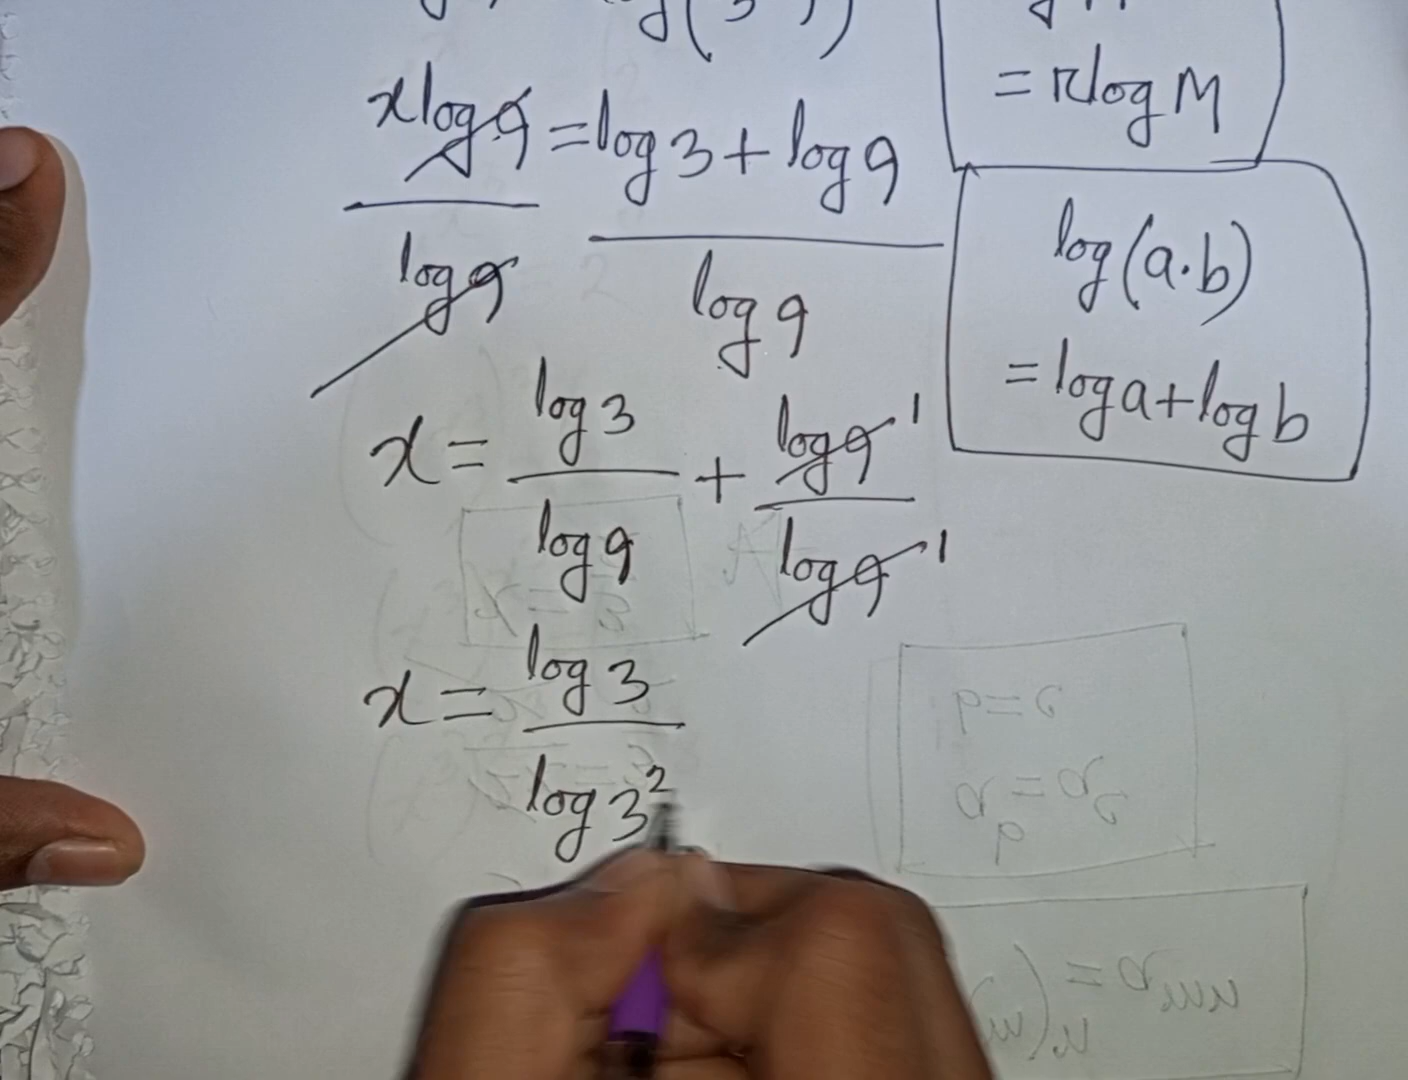 x log 9 = log 3 + log 9
log 9 log 9
x = log 3 / log 9 + log 9 1 / log 9 1
x = log 3 / log 3²
= r log M
log(a·b)
= log a + log b